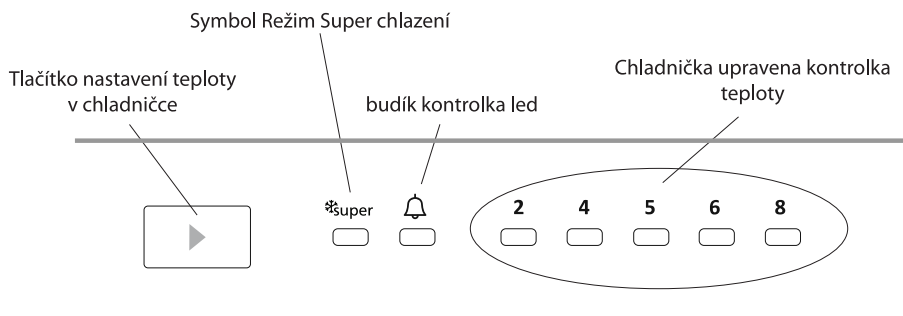 Symbol Režim Super chlazení
Tlačítko nastavení teploty
v chladničce
budík kontrolka led
Chladnička upravena kontrolka
teploty
super
2 4 5 6 8